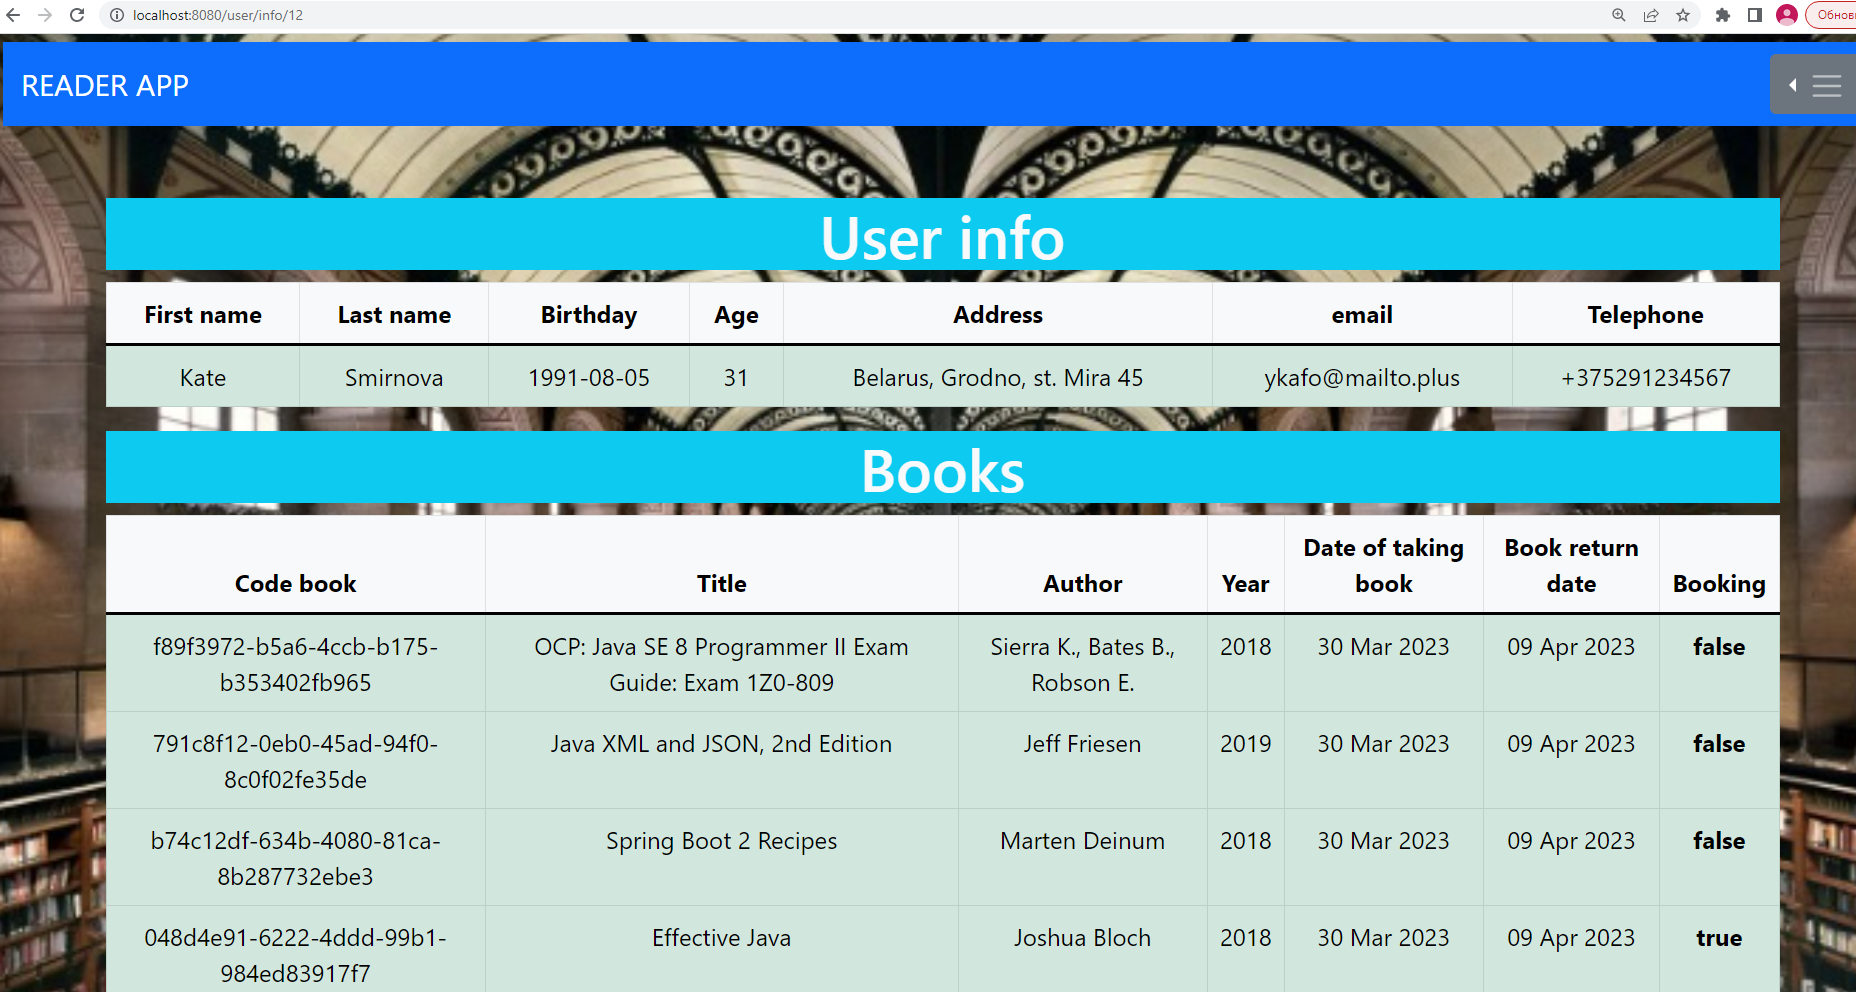 localhost:8080/user/info/12
Обнови
READER APP
User info
First name Last name Birthday Age Address email Telephone
Kate Smirnova 1991-08-05 31 Belarus, Grodno, st. Mira 45 ykafo@mailto.plus +375291234567
Books
Code book Title Author Year Date of taking book Book return date Booking
f89f3972-b5a6-4ccb-b175- OCP: Java SE 8 Programmer II Exam Sierra K., Bates B., 2018 30 Mar 2023 09 Apr 2023 false
b353402fb965 Guide: Exam 1Z0-809 Robson E.
791c8f12-0eb0-45ad-94f0- Java XML and JSON, 2nd Edition Jeff Friesen 2019 30 Mar 2023 09 Apr 2023 false
8c0f02fe35de
b74c12df-634b-4080-81ca- Spring Boot 2 Recipes Marten Deinum 2018 30 Mar 2023 09 Apr 2023 false
8b287732ebe3
048d4e91-6222-4ddd-99b1- Effective Java Joshua Bloch 2018 30 Mar 2023 09 Apr 2023 true
984ed83917f7